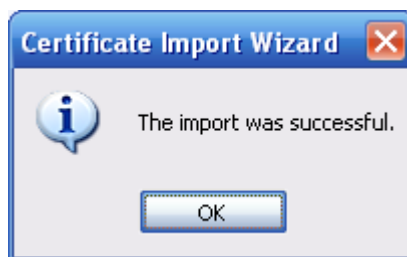 Certificate Import Wizard
The import was successful.
OK